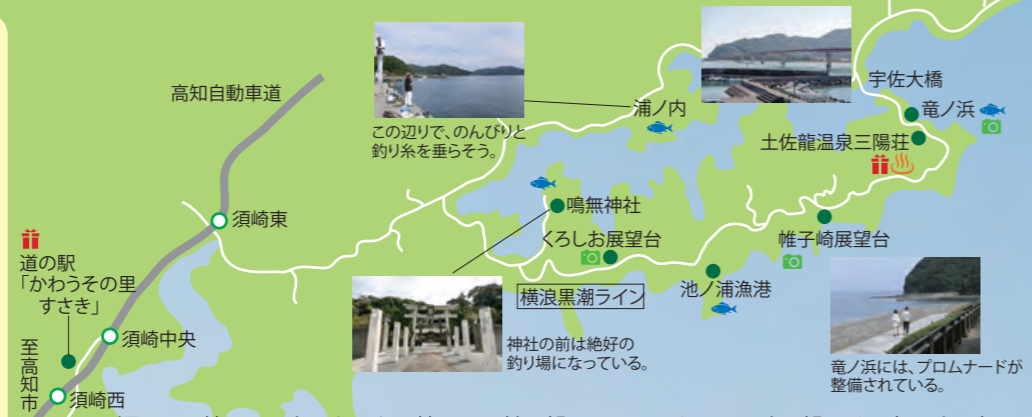 高知自動車道
この辺りで、のんびりと
釣り糸を垂らそう。
浦ノ内
宇佐大橋
竜ノ浜
土佐龍温泉三陽荘
須崎東
鳴無神社
くろしお展望台
帷子崎展望台
道の駅
「かわうその里
すさき」
横浪黒潮ライン
池ノ浦漁港
須崎中央
神社の前は絶好の
釣り場になっている。
至高知市
須崎西
竜ノ浜には、プロムナードが
整備されている。